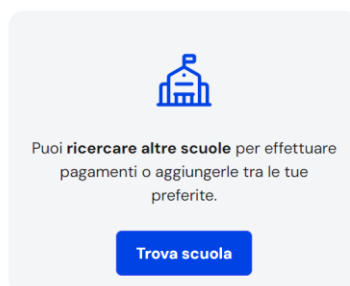 Puoi ricercare altre scuole per effettuare
pagamenti o aggiungerle tra le tue
preferite.
Trova scuola